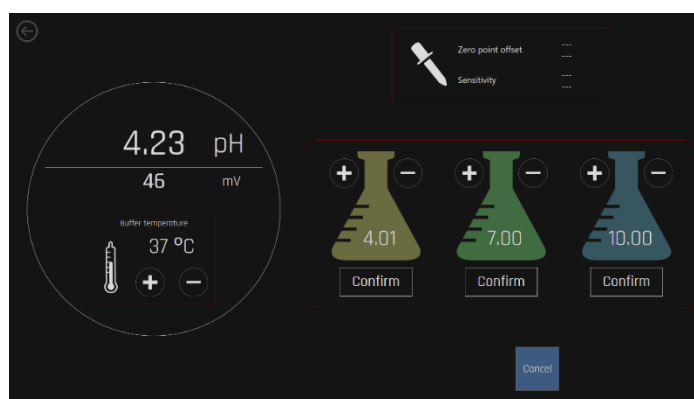 Zero point offset
---
---
Sensitivity
---
---
4.23 pH
46 mV
Buffer temperature
37 °C
+ −
+ − + − + −
4.01 7.00 10.00
Confirm Confirm Confirm
Cancel